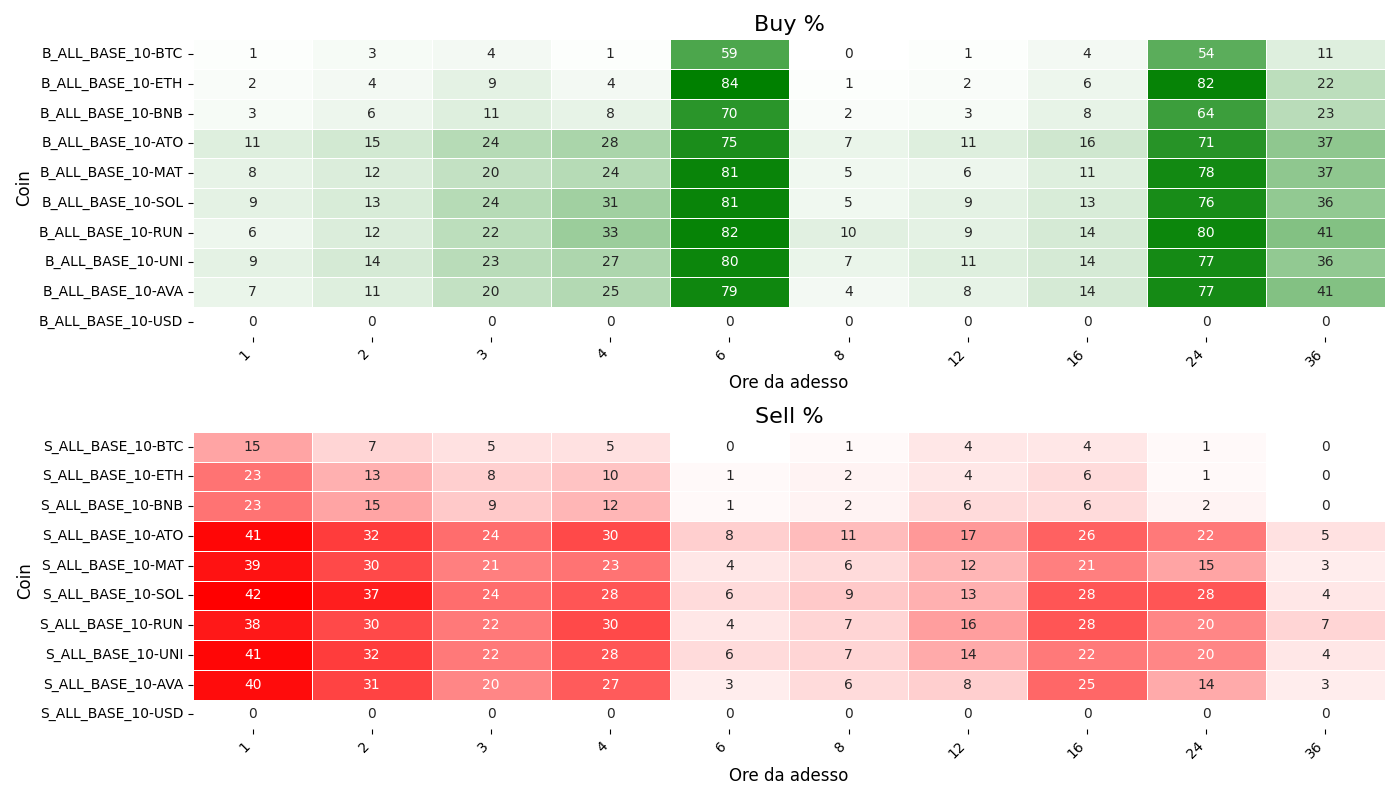 Buy %
Coin
B_ALL_BASE_10-BTC 1 3 4 1 59 0 1 4 54 11
B_ALL_BASE_10-ETH 2 4 9 4 84 1 2 6 82 22
B_ALL_BASE_10-BNB 3 6 11 8 70 2 3 8 64 23
B_ALL_BASE_10-ATO 11 15 24 28 75 7 11 16 71 37
B_ALL_BASE_10-MAT 8 12 20 24 81 5 6 11 78 37
B_ALL_BASE_10-SOL 9 13 24 31 81 5 9 13 76 36
B_ALL_BASE_10-RUN 6 12 22 33 82 10 9 14 80 41
B_ALL_BASE_10-UNI 9 14 23 27 80 7 11 14 77 36
B_ALL_BASE_10-AVA 7 11 20 25 79 4 8 14 77 41
B_ALL_BASE_10-USD 0 0 0 0 0 0 0 0 0 0
1 2 3 4 6 8 12 16 24 36
Ore da adesso
Sell %
Coin
S_ALL_BASE_10-BTC 15 7 5 5 0 1 4 4 1 0
S_ALL_BASE_10-ETH 23 13 8 10 1 2 4 6 1 0
S_ALL_BASE_10-BNB 23 15 9 12 1 2 6 6 2 0
S_ALL_BASE_10-ATO 41 32 24 30 8 11 17 26 22 5
S_ALL_BASE_10-MAT 39 30 21 23 4 6 12 21 15 3
S_ALL_BASE_10-SOL 42 37 24 28 6 9 13 28 28 4
S_ALL_BASE_10-RUN 38 30 22 30 4 7 16 28 20 7
S_ALL_BASE_10-UNI 41 32 22 28 6 7 14 22 20 4
S_ALL_BASE_10-AVA 40 31 20 27 3 6 8 25 14 3
S_ALL_BASE_10-USD 0 0 0 0 0 0 0 0 0 0
1 2 3 4 6 8 12 16 24 36
Ore da adesso